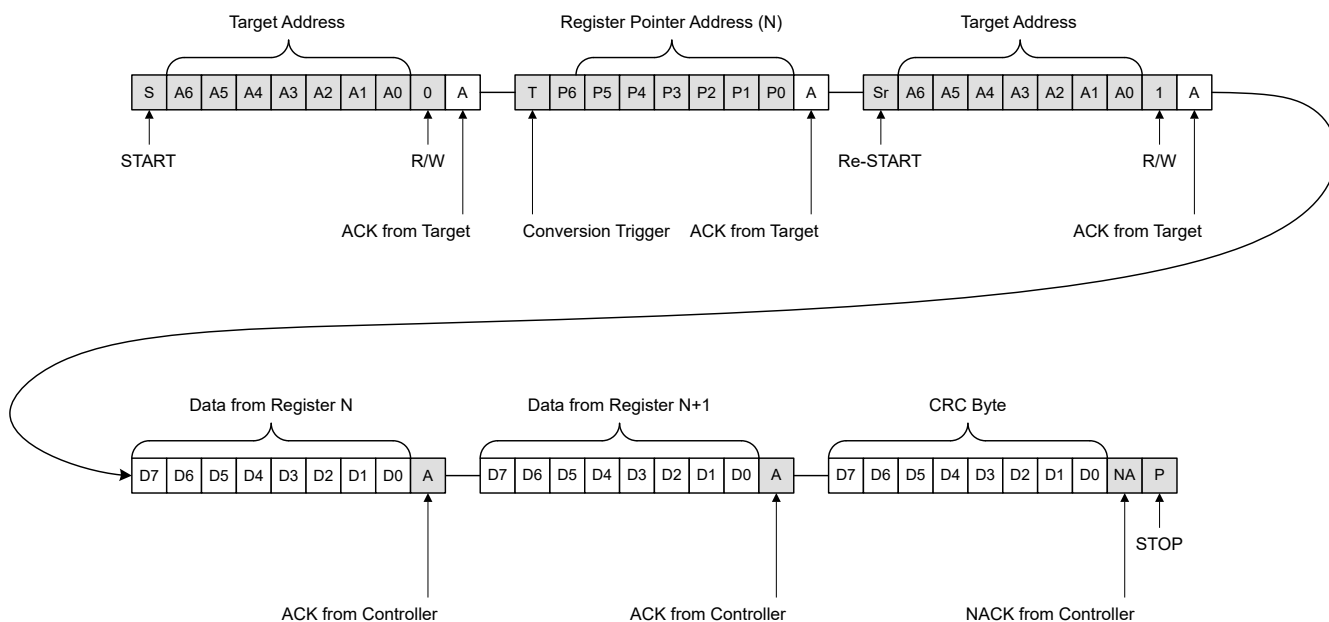 Target Address Register Pointer Address (N) Target Address
S A6 A5 A4 A3 A2 A1 A0 0 A T P6 P5 P4 P3 P2 P1 P0 A Sr A6 A5 A4 A3 A2 A1 A0 1 A
START R/W Re-START R/W
ACK from Target Conversion Trigger ACK from Target ACK from Target
Data from Register N Data from Register N+1 CRC Byte
D7 D6 D5 D4 D3 D2 D1 D0 A D7 D6 D5 D4 D3 D2 D1 D0 A D7 D6 D5 D4 D3 D2 D1 D0 NA P
STOP
ACK from Controller ACK from Controller NACK from Controller